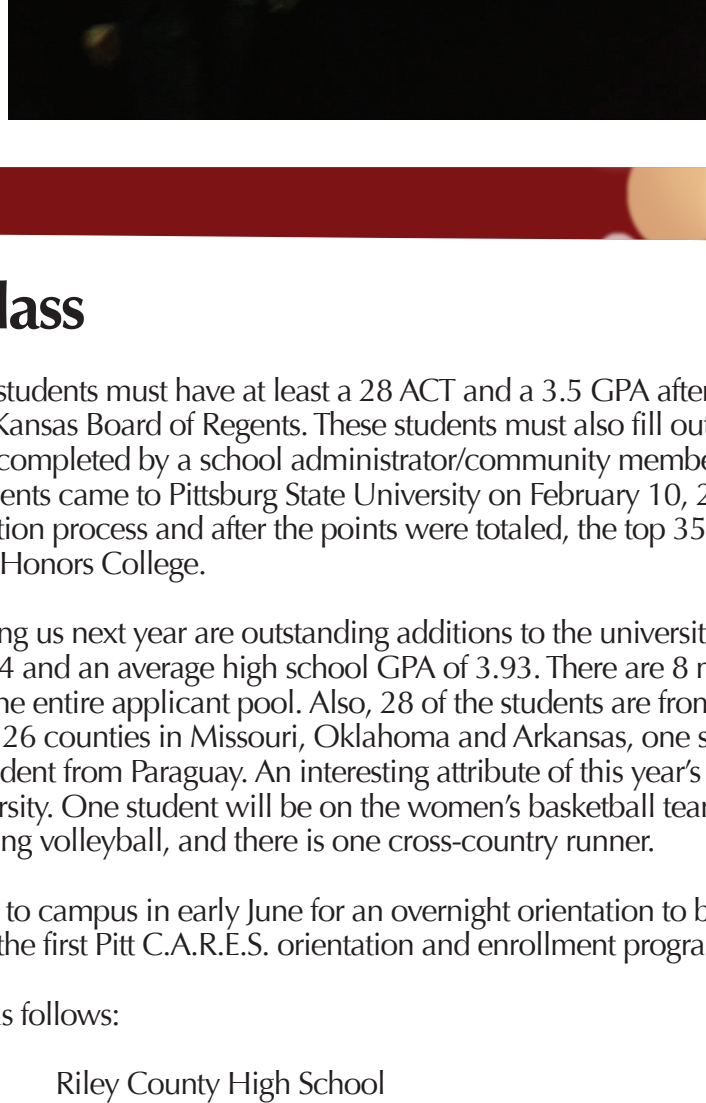 lass
students must have at least a 28 ACT and a 3.5 GPA after
Kansas Board of Regents. These students must also fill out
completed by a school administrator/community membe
ents came to Pittsburg State University on February 10, 2
tion process and after the points were totaled, the top 35
Honors College.
ng us next year are outstanding additions to the universit
4 and an average high school GPA of 3.93. There are 8 
he entire applicant pool. Also, 28 of the students are from
26 counties in Missouri, Oklahoma and Arkansas, one s
dent from Paraguay. An interesting attribute of this year's
rsity. One student will be on the women's basketball tear
ng volleyball, and there is one cross-country runner.
to campus in early June for an overnight orientation to b
the first Pitt C.A.R.E.S. orientation and enrollment progra
s follows:
Riley County High School